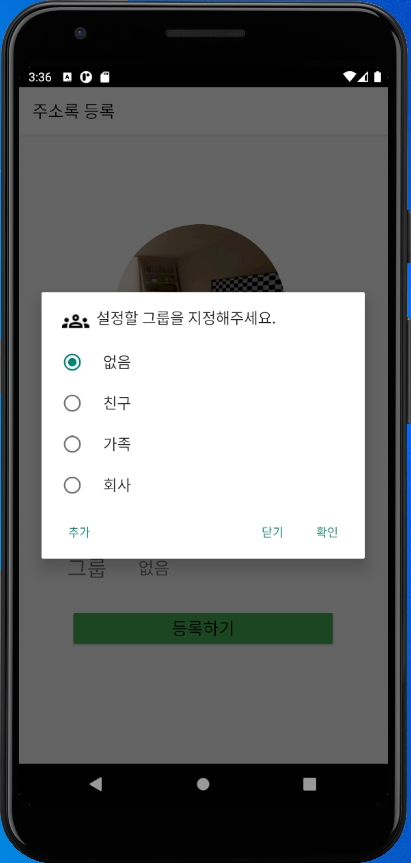 3:36
주소록 등록
설정할 그룹을 지정해주세요.
없음
친구
가족
회사
추가 닫기 확인
그룹 없음
등록하기